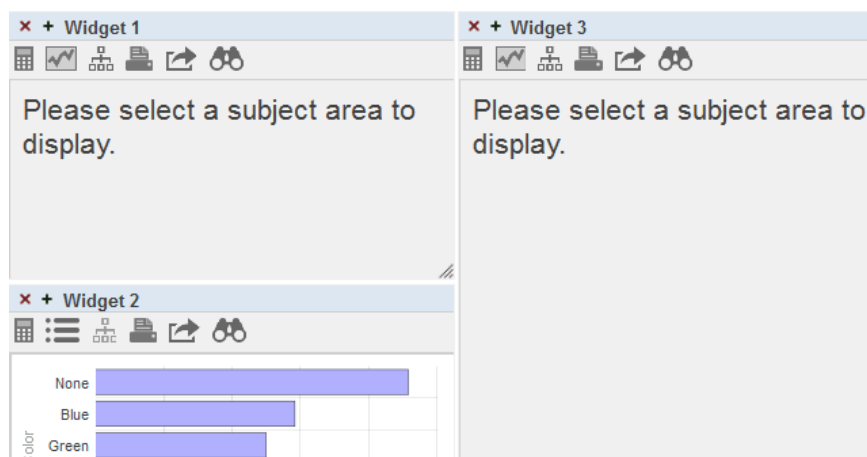 Widget 1
Please select a subject area to
display.
Widget 2
None
Blue
Green
Widget 3
Please select a subject area to
display.